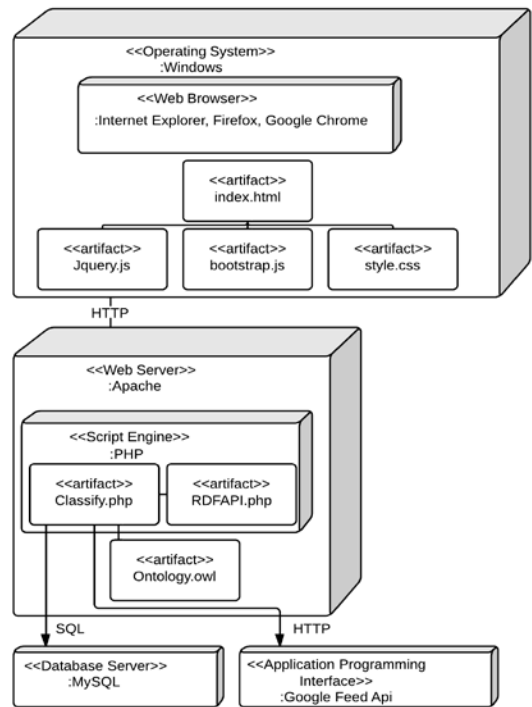 <<Operating System>>
:Windows
<<Web Browser>>
:Internet Explorer, Firefox, Google Chrome
<<artifact>>
index.html
<<artifact>>
Jquery.js
<<artifact>>
bootstrap.js
<<artifact>>
style.css
HTTP
<<Web Server>>
:Apache
<<Script Engine>>
:PHP
<<artifact>>
Classify.php
<<artifact>>
RDFAPI.php
<<artifact>>
Ontology.owl
SQL
HTTP
<<Database Server>>
:MySQL
<<Application Programming
Interface>>
:Google Feed Api